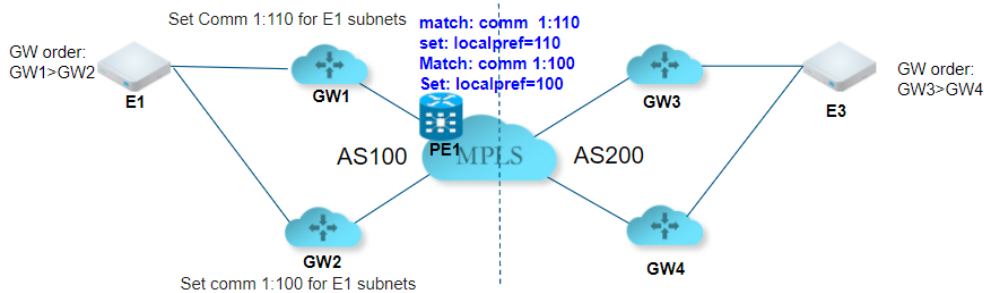 Set Comm 1:110 for E1 subnets
match: comm 1:110
set: localpref=110
Match: comm 1:100
Set: localpref=100
GW order:
GW1>GW2
E1
GW1
GW3
GW order:
GW3>GW4
E3
PE1
AS100
MPLS
AS200
GW2
GW4
Set comm 1:100 for E1 subnets